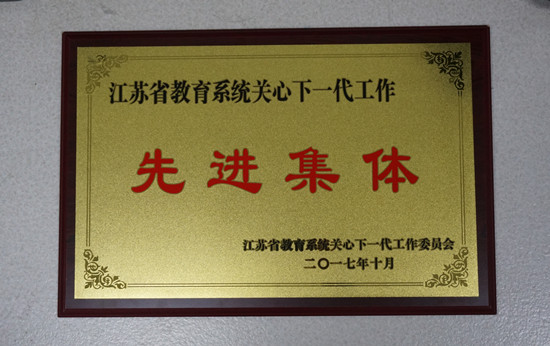 江苏省教育系统关心下一代工作
先进集体
江苏省教育系统关心下一代工作委员会
二〇一七年十月